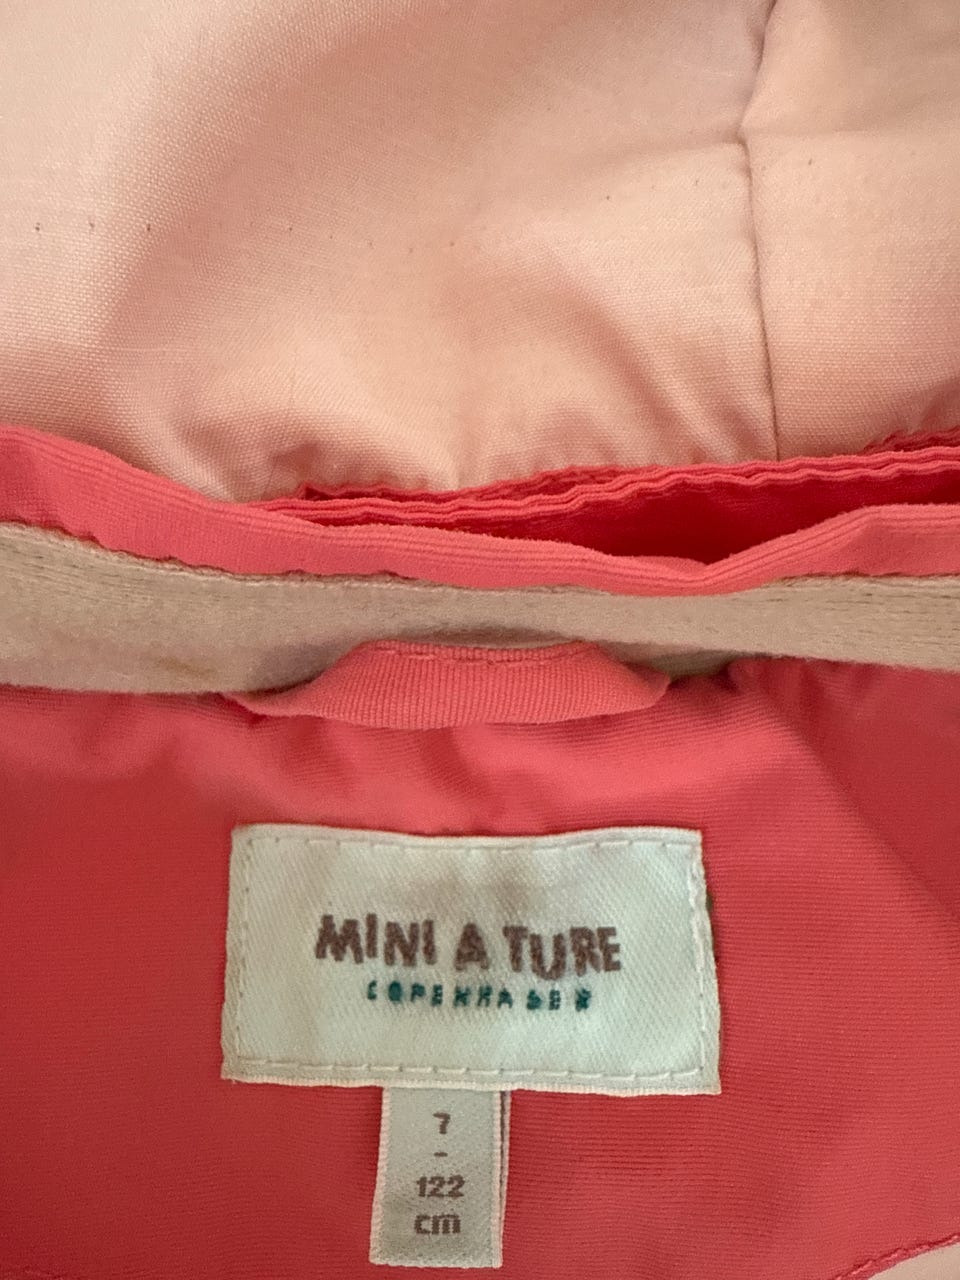 MINI A TURE
COPENHAGEN
7
-
122
cm